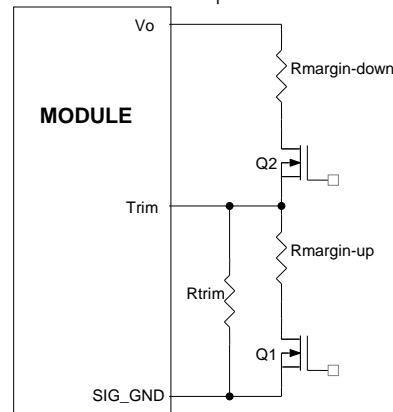 Vo
Rmargin-down
MODULE
Q2
Trim
Rmargin-up
Rtrim
Q1
SIG_GND